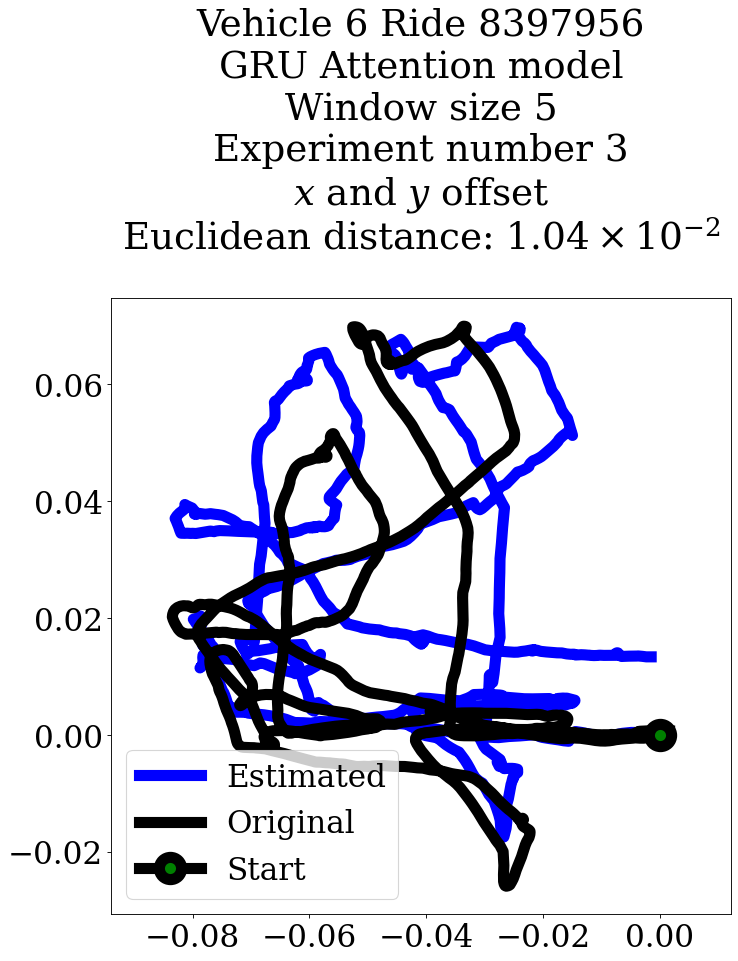 Vehicle 6 Ride 8397956
GRU Attention model
Window size 5
Experiment number 3
x and y offset
Euclidean distance: 1.04 × 10⁻²
0.06
0.04
0.02
0.00
−0.02
Estimated
Original
Start
−0.08 −0.06 −0.04 −0.02 0.00